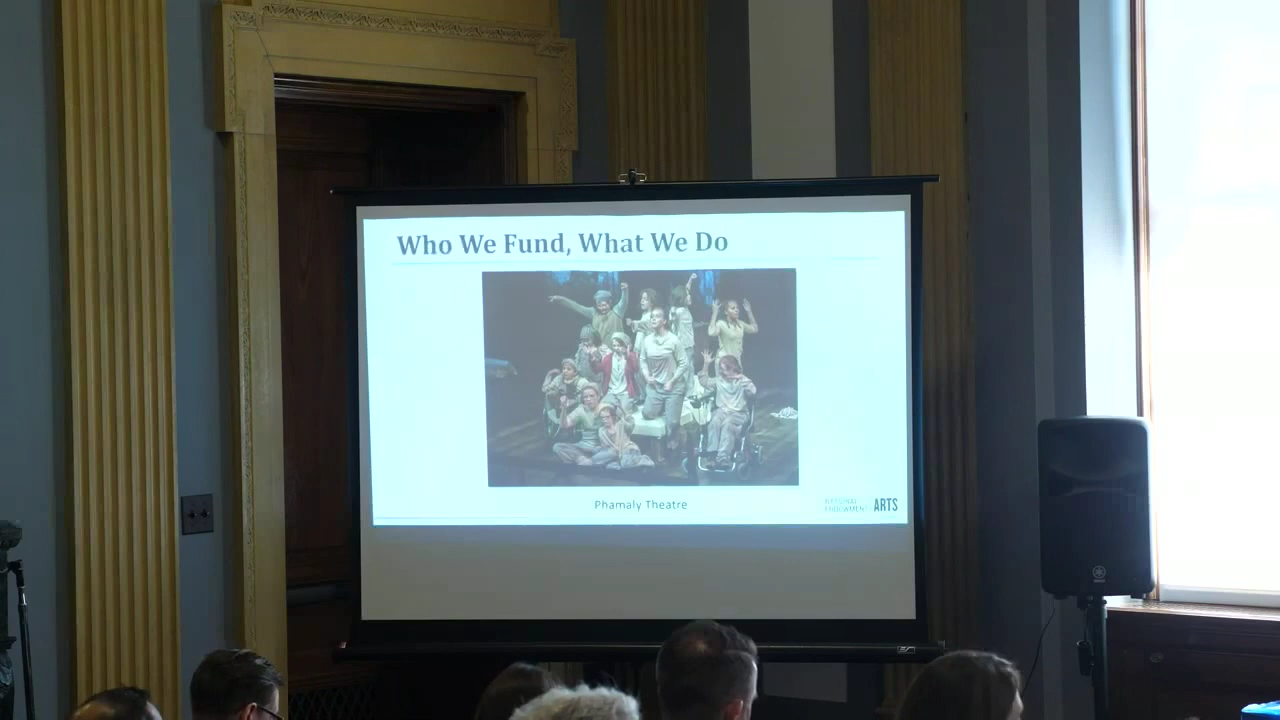 Who We Fund, What We Do
Phamaly Theatre
NATIONAL
ENDOWMENT
ARTS